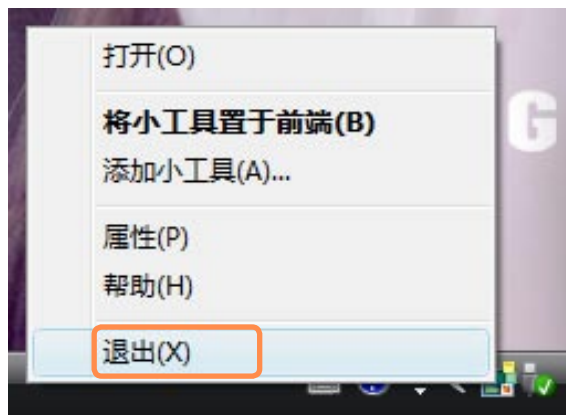 打开(O)
G
将小工具置于前端(B)
添加小工具(A)...
属性(P)
帮助(H)
退出(X)